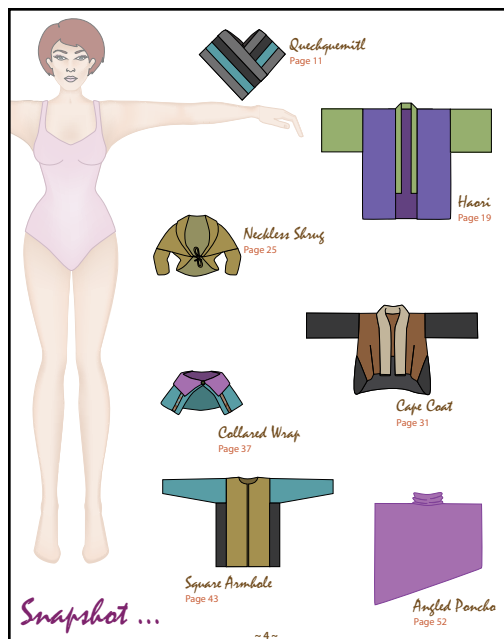 Quechquemitl
Page 11
Haori
Page 19
Neckless Shrug
Page 25
Cape Coat
Page 31
Collared Wrap
Page 37
Square Armhole
Page 43
Angled Poncho
Page 52
Snapshot ...
~ 4 ~